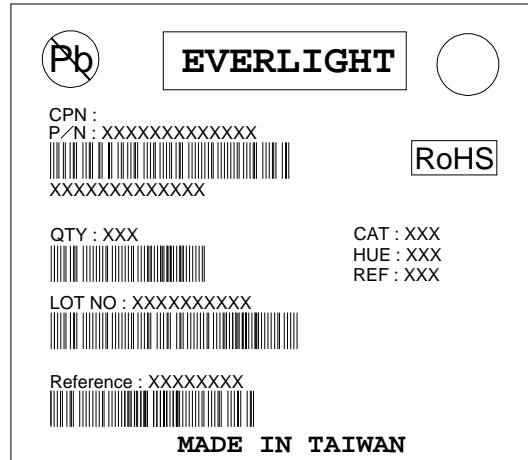 Pb
EVERLIGHT
CPN :
P/N : XXXXXXXXXXXXX
RoHS
XXXXXXXXXXXXX
QTY : XXX
CAT : XXX
HUE : XXX
REF : XXX
LOT NO : XXXXXXXXXX
Reference : XXXXXXXX
MADE IN TAIWAN